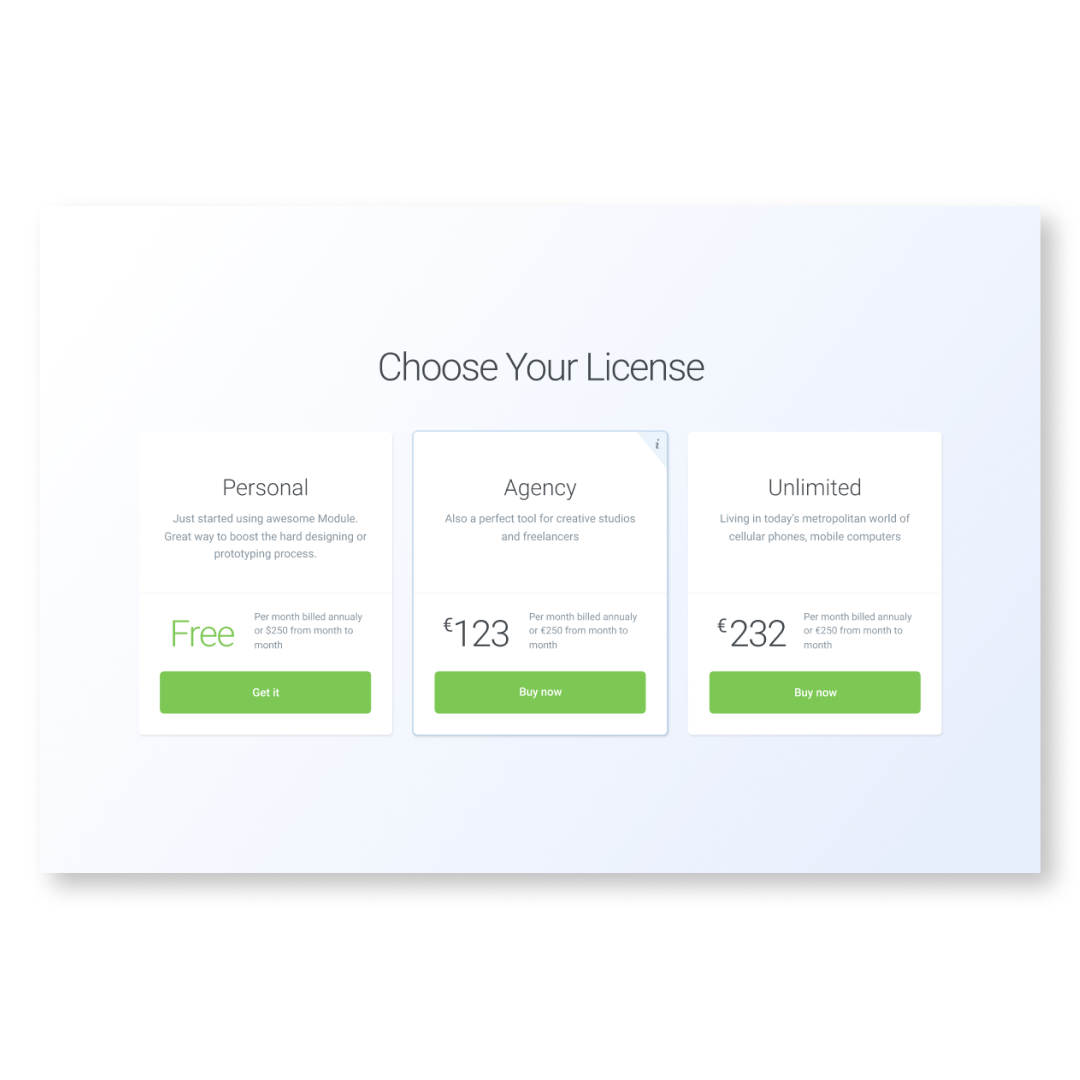 Choose Your License
Personal
Just started using awesome Module.
Great way to boost the hard designing or
prototyping process.
Free
Per month billed annualy
or $250 from month to
month
Get it
i
Agency
Also a perfect tool for creative studios
and freelancers
€123
Per month billed annualy
or €250 from month to
month
Buy now
Unlimited
Living in today's metropolitan world of
cellular phones, mobile computers
€232
Per month billed annualy
or €250 from month to
month
Buy now